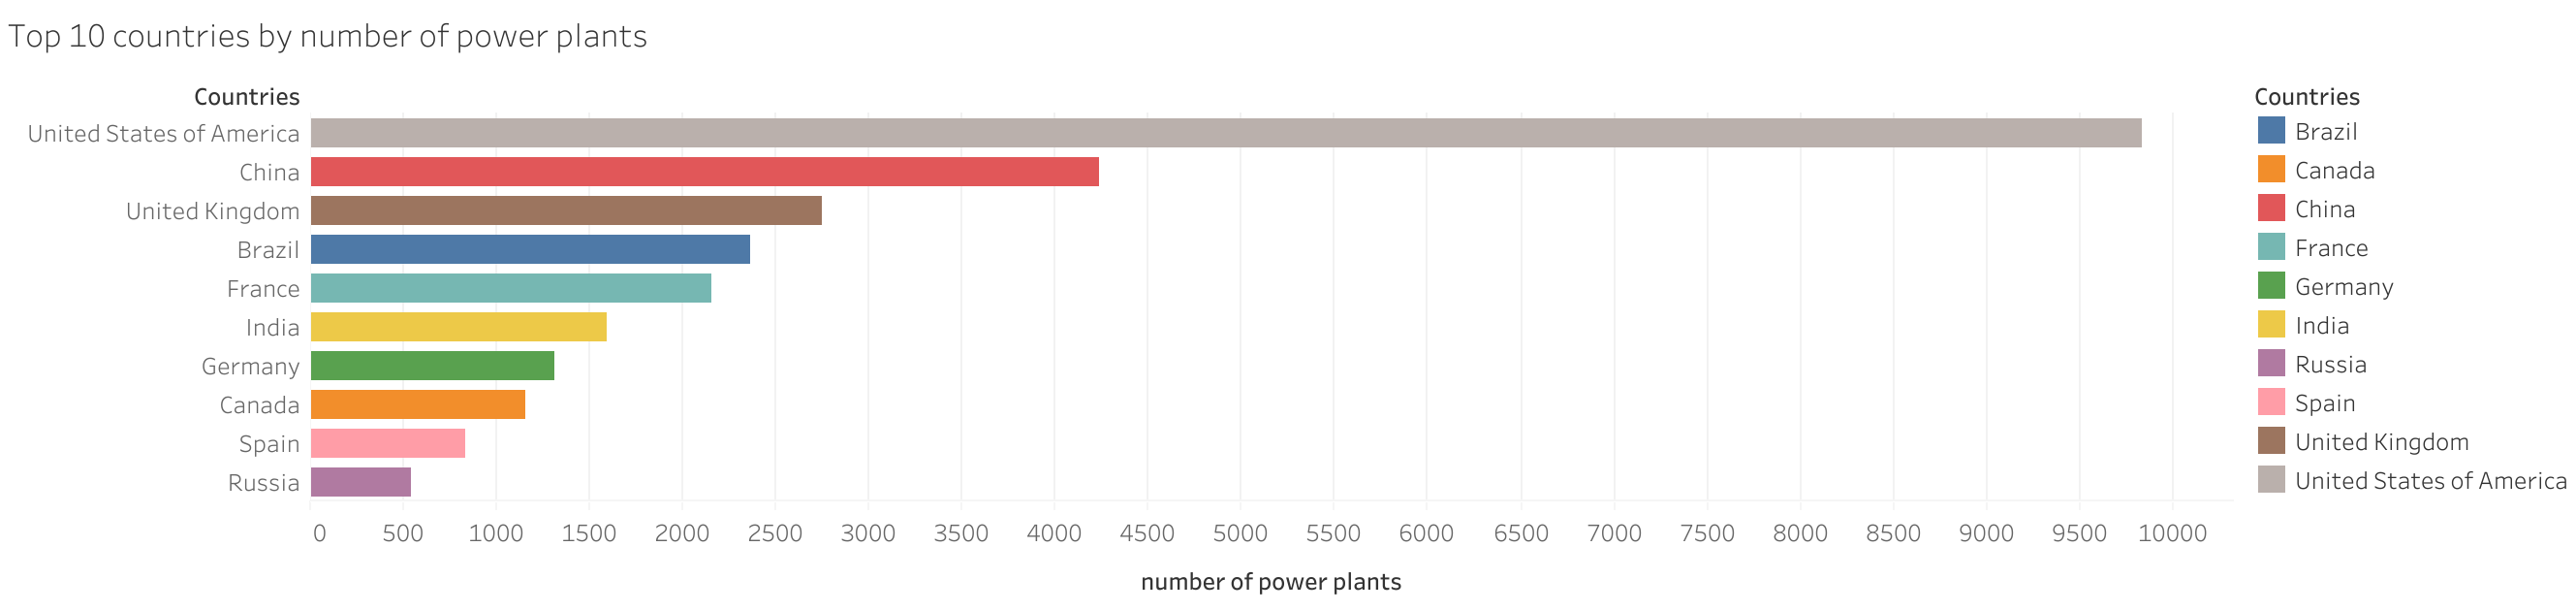 Top 10 countries by number of power plants
Countries
United States of America
China
United Kingdom
Brazil
France
India
Germany
Canada
Spain
Russia
0 500 1000 1500 2000 2500 3000 3500 4000 4500 5000 5500 6000 6500 7000 7500 8000 8500 9000 9500 10000
number of power plants
Countries
Brazil
Canada
China
France
Germany
India
Russia
Spain
United Kingdom
United States of America